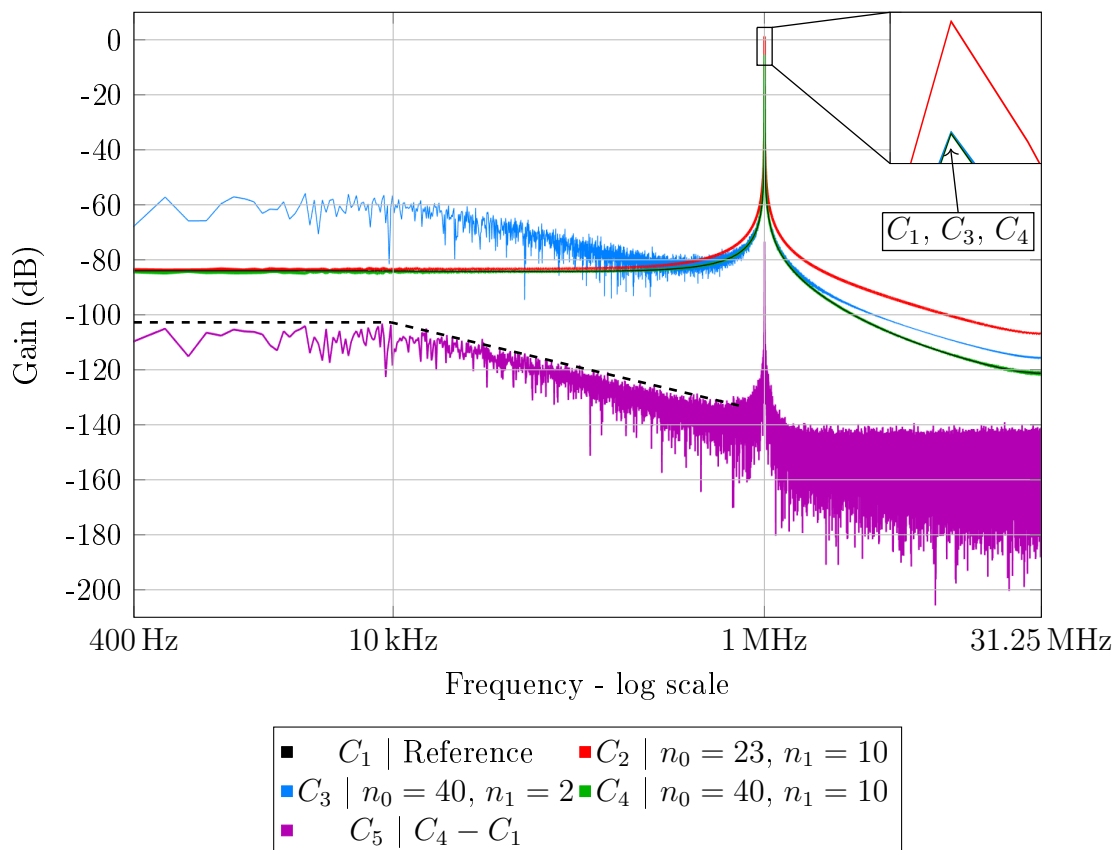 0
-20
-40
-60
-80
-100
-120
-140
-160
-180
-200
Gain (dB)
C₁, C₃, C₄
400 Hz 10 kHz 1 MHz 31.25 MHz
Frequency - log scale
C₁ | Reference C₂ | n₀ = 23, n₁ = 10
C₃ | n₀ = 40, n₁ = 2 C₄ | n₀ = 40, n₁ = 10
C₅ | C₄ − C₁